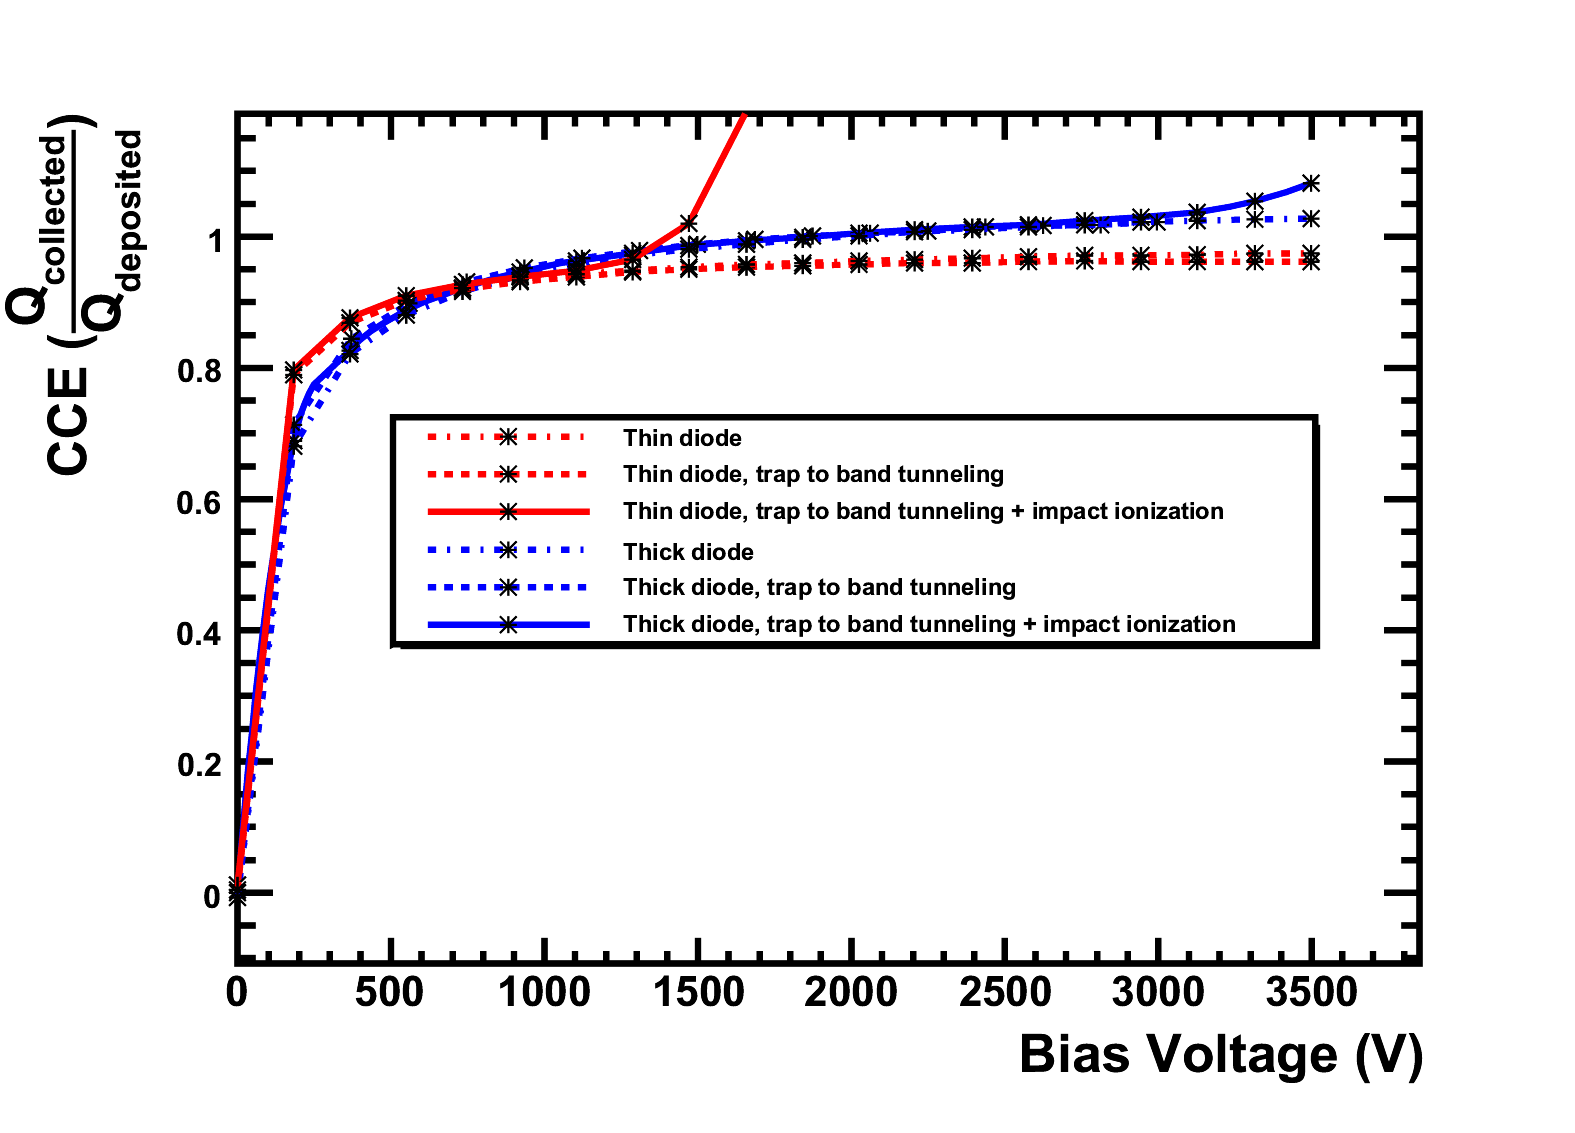 CCE (Qcollected/Qdeposited)
1
0.8
0.6
0.4
0.2
0
Thin diode
Thin diode, trap to band tunneling
Thin diode, trap to band tunneling + impact ionization
Thick diode
Thick diode, trap to band tunneling
Thick diode, trap to band tunneling + impact ionization
0 500 1000 1500 2000 2500 3000 3500
Bias Voltage (V)